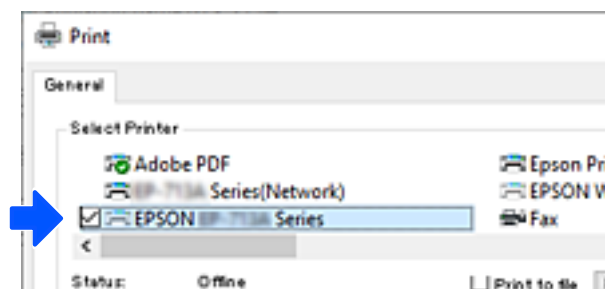 Print
General
Select Printer
Adobe PDF
Epson Pri
Series(Network)
EPSON W
EPSON Series
Fax
Status: Offline
Print to file